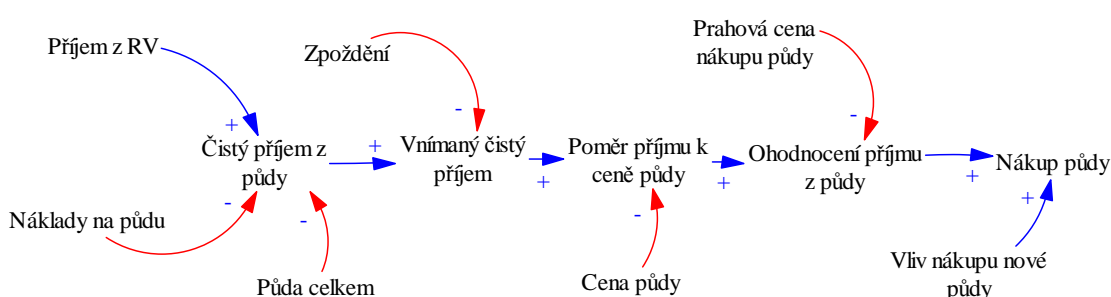 Příjem z RV
Zpoždění
Prahová cena
nákupu půdy
+
-
-
Čistý příjem z
půdy
+
Vnímaný čistý
příjem
+
Poměr příjmu k
ceně půdy
+
Ohodnocení příjmu
z půdy
+
Nákup půdy
-
-
-
+
Náklady na půdu
Půda celkem
Cena půdy
Vliv nákupu nové
půdy